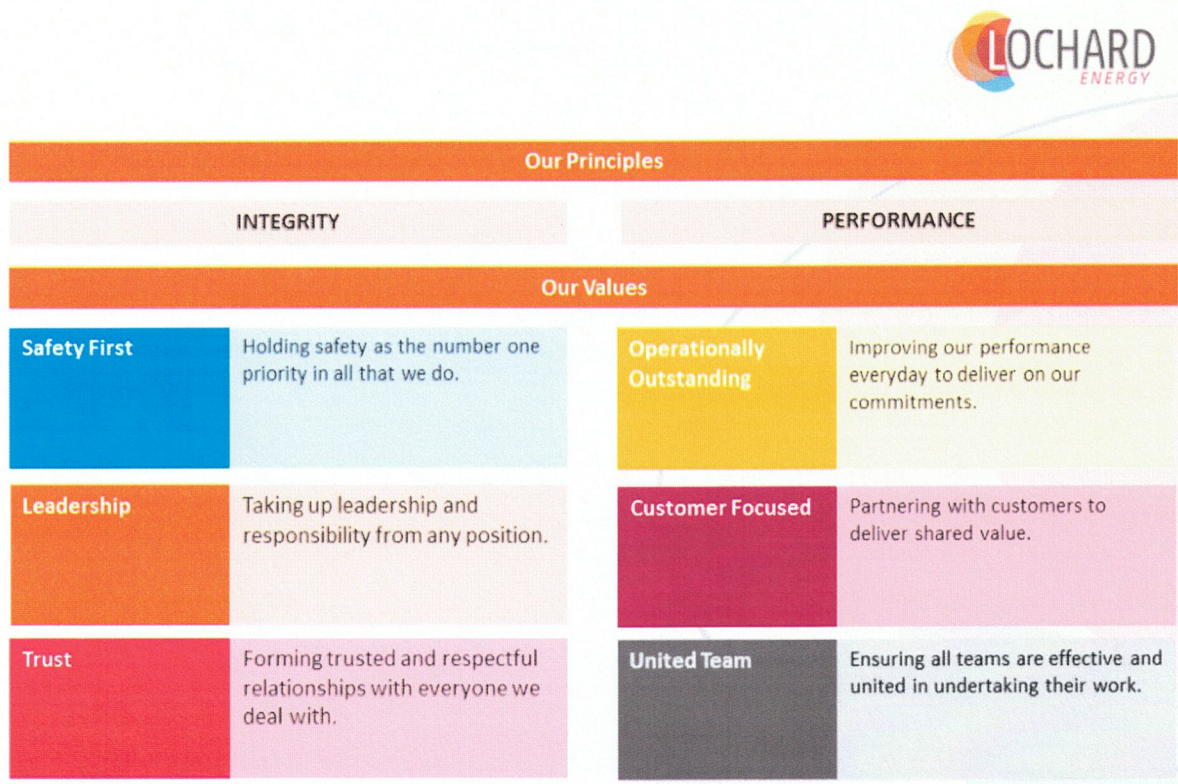 LOCHARD
ENERGY
Our Principles
INTEGRITY
PERFORMANCE
Our Values
Safety First
Holding safety as the number one
priority in all that we do.
Operationally
Outstanding
Improving our performance
everyday to deliver on our
commitments.
Leadership
Taking up leadership and
responsibility from any position.
Customer Focused
Partnering with customers to
deliver shared value.
Trust
Forming trusted and respectful
relationships with everyone we
deal with.
United Team
Ensuring all teams are effective and
united in undertaking their work.